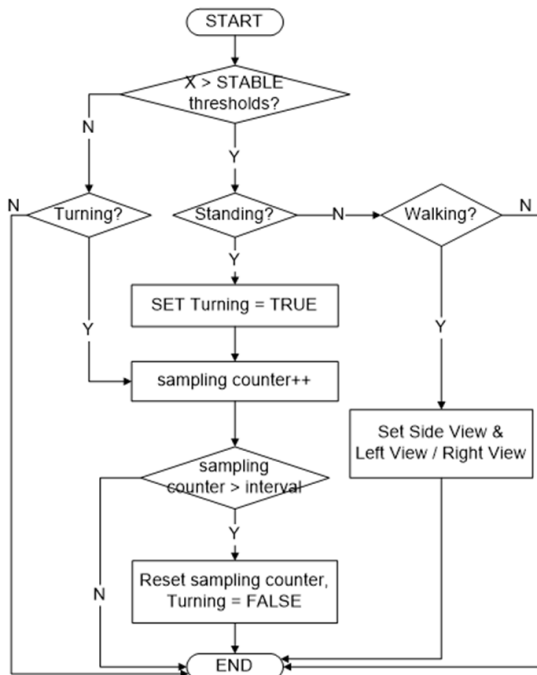 START
X > STABLE
thresholds?
N
Y
N
Turning?
Standing?
N
Walking?
N
Y
SET Turning = TRUE
Y
Y
sampling counter++
Set Side View &
Left View / Right View
sampling
counter > interval
Y
N
Reset sampling counter,
Turning = FALSE
END